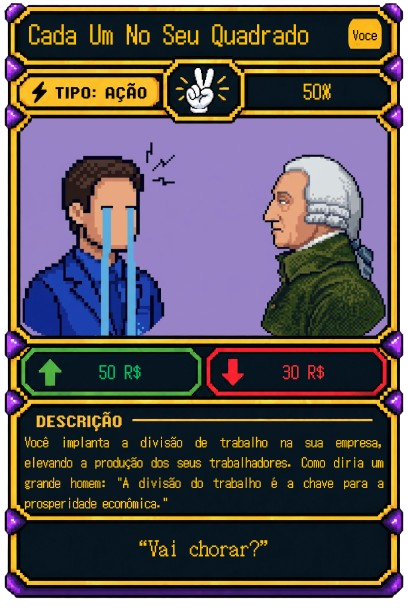 Cada Um No Seu Quadrado
Voce
TIPO: AÇÃO
50%
50 R$
30 R$
DESCRIÇÃO
Você implanta a divisão de trabalho na sua empresa,
elevando a produção dos seus trabalhadores. Como diria um
grande homem: "A divisão do trabalho é a chave para a
prosperidade econômica."
“Vai chorar?”